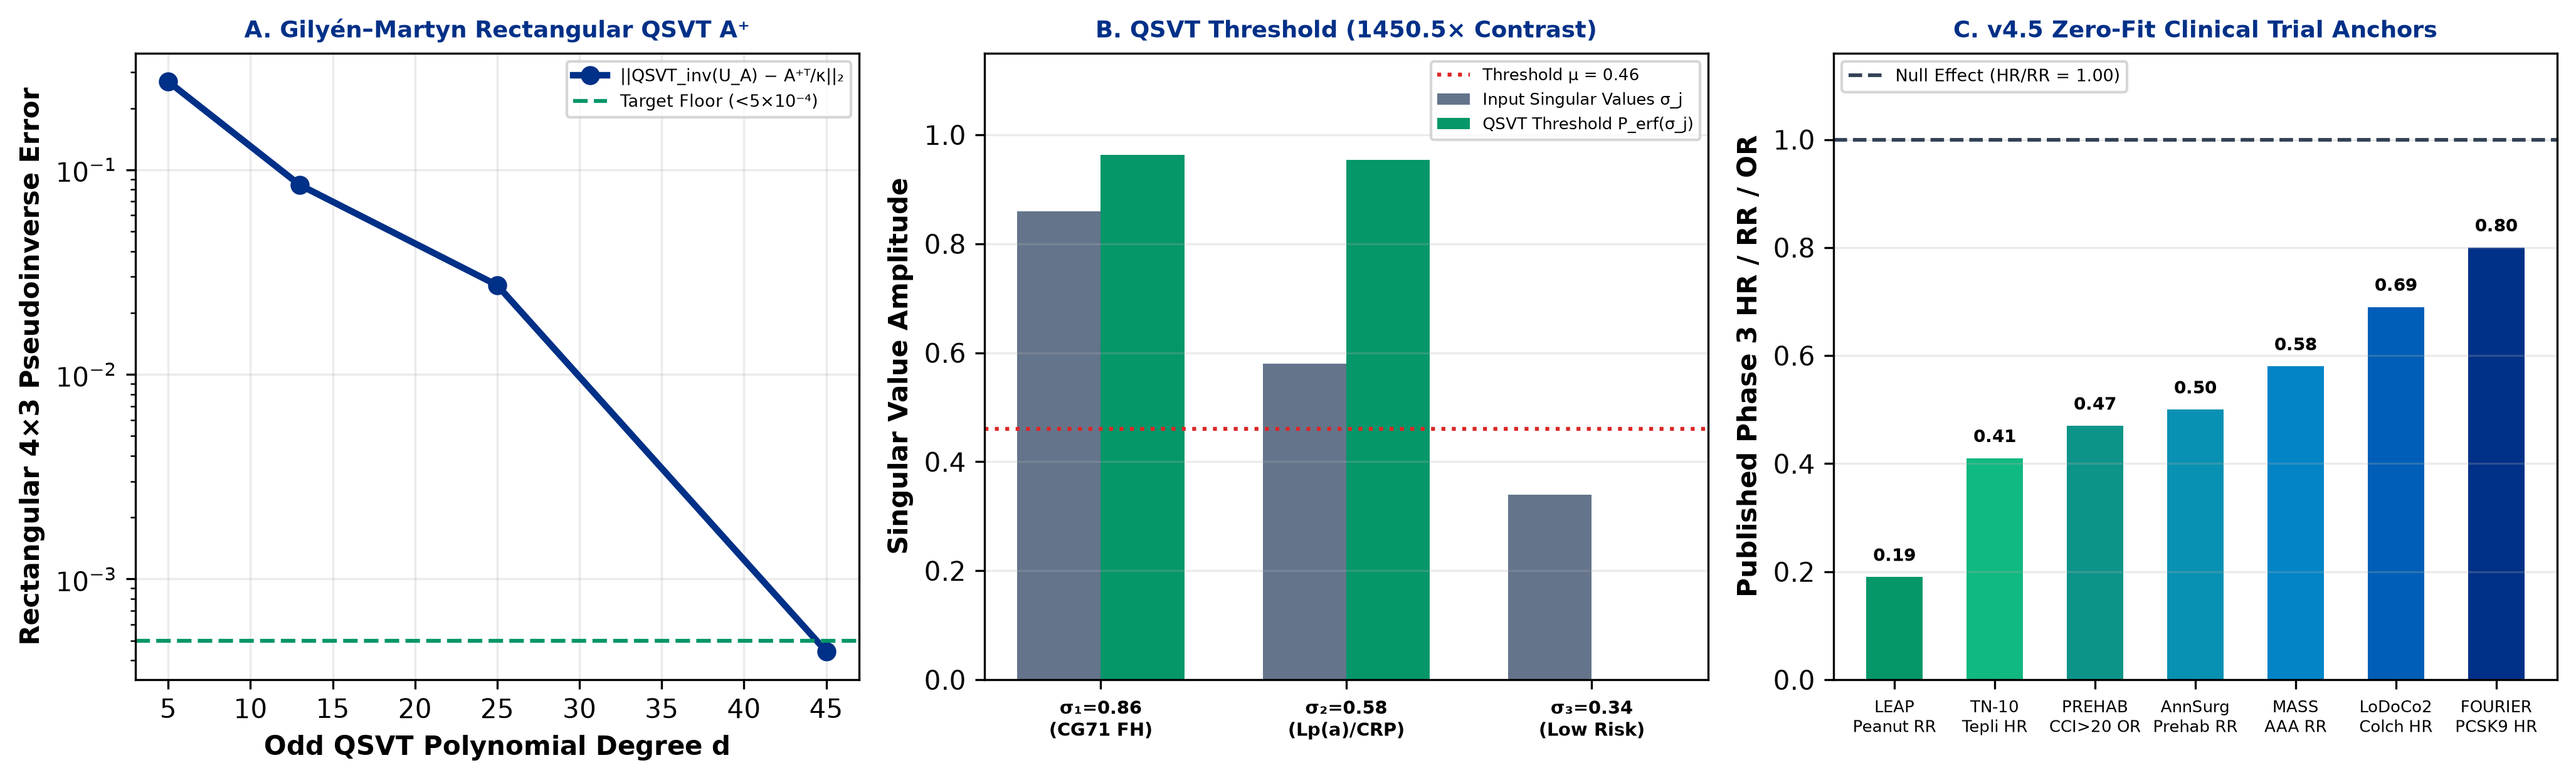 A. Gilyén–Martyn Rectangular QSVT A⁺
Rectangular 4×3 Pseudoinverse Error
10⁻¹
10⁻²
10⁻³
||QSVT_inv(U_A) − A⁺ᵀ/κ||₂
Target Floor (<5×10⁻⁴)
5 10 15 20 25 30 35 40 45
Odd QSVT Polynomial Degree d
B. QSVT Threshold (1450.5× Contrast)
Singular Value Amplitude
1.0
0.8
0.6
0.4
0.2
0.0
Threshold μ = 0.46
Input Singular Values σ_j
QSVT Threshold P_erf(σ_j)
σ₁=0.86
(CG71 FH)
σ₂=0.58
(Lp(a)/CRP)
σ₃=0.34
(Low Risk)
C. v4.5 Zero-Fit Clinical Trial Anchors
Published Phase 3 HR / RR / OR
1.0
0.8
0.6
0.4
0.2
0.0
Null Effect (HR/RR = 1.00)
0.19
0.41
0.47
0.50
0.58
0.69
0.80
LEAP
Peanut RR
TN-10
Tepli HR
PREHAB
CCI>20 OR
AnnSurg
Prehab RR
MASS
AAA RR
LoDoCo2
Colch HR
FOURIER
PCSK9 HR